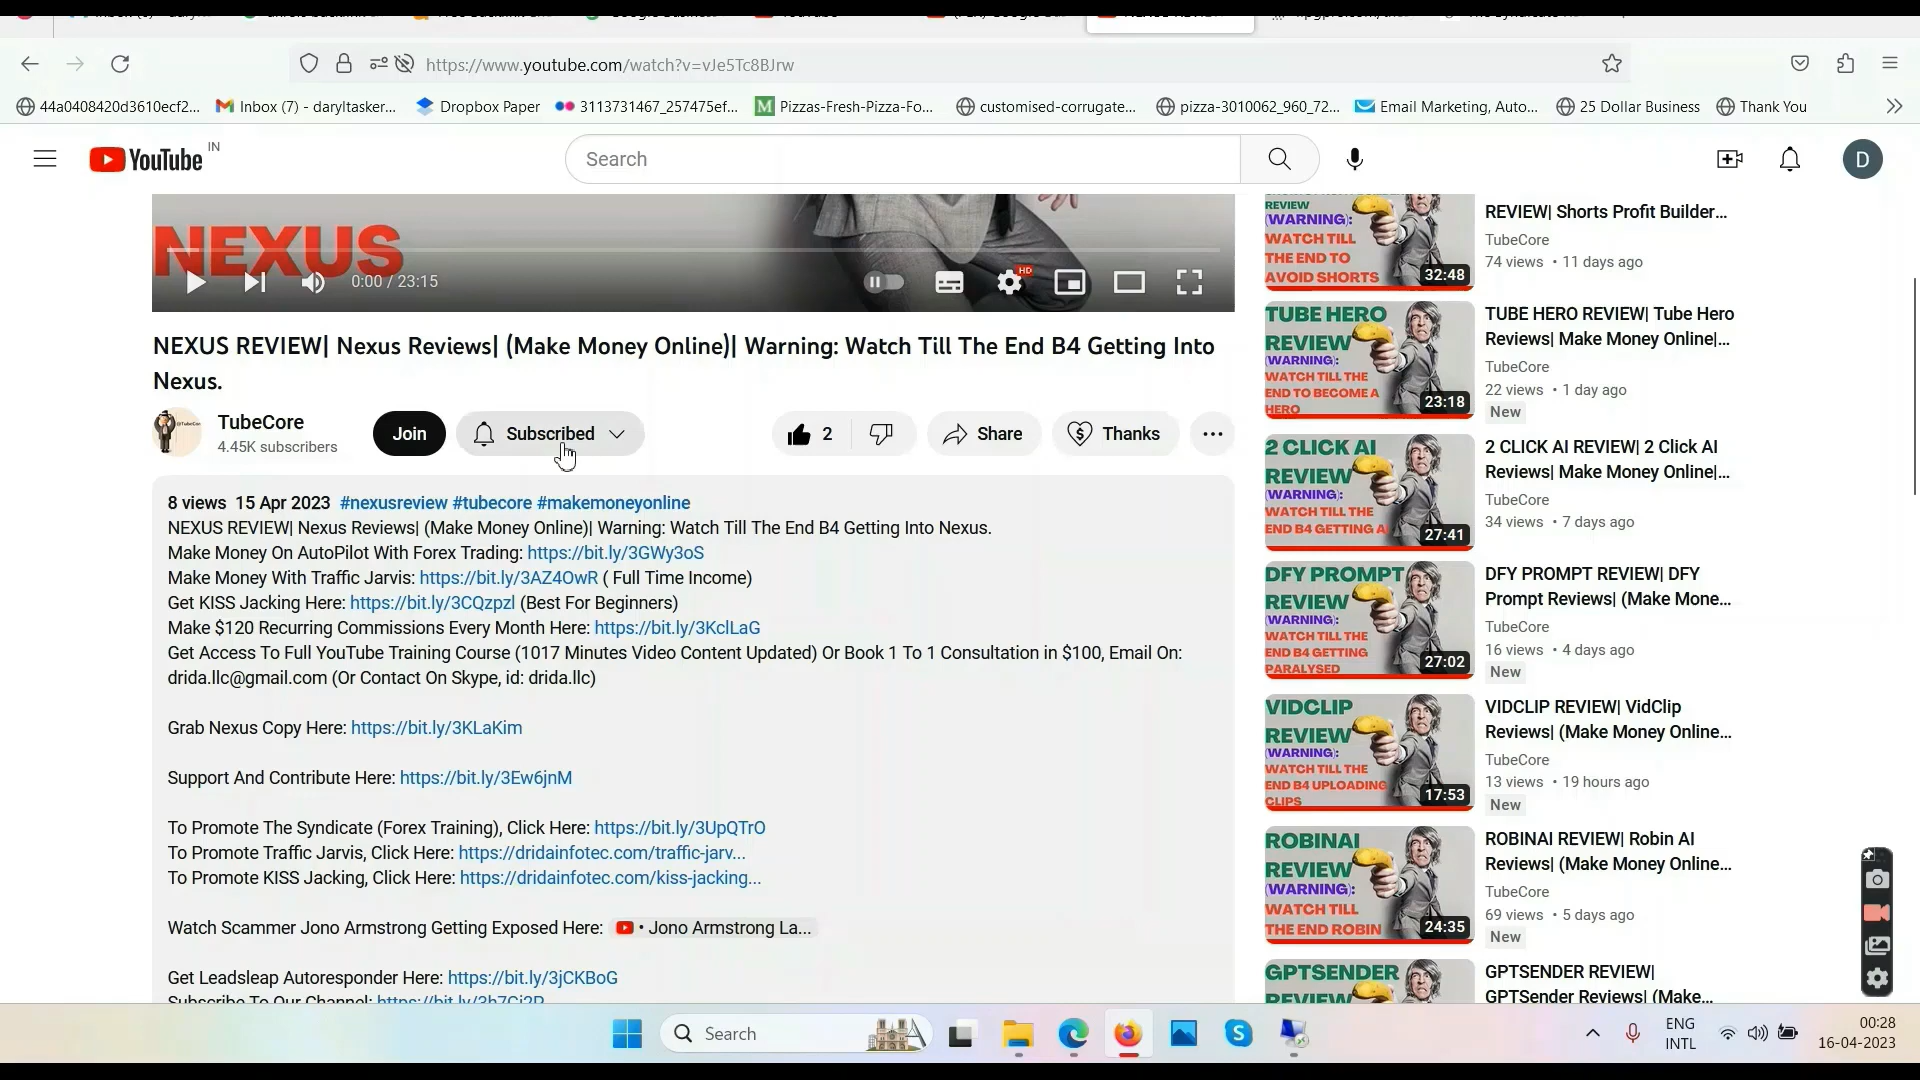 https://www.youtube.com/watch?v=vJe5Tc8BJrw
44a0408420d3610ecf2...
Inbox (7) - daryltasker...
Dropbox Paper
3113731467_257475ef...
Pizzas-Fresh-Pizza-Fo...
customised-corrugate...
pizza-3010062_960_72...
Email Marketing, Auto...
25 Dollar Business
Thank You
YouTube IN
Search
D
NEXUS
0:00 / 23:15
HD
NEXUS REVIEW| Nexus Reviews| (Make Money Online)| Warning: Watch Till The End B4 Getting Into
Nexus.
TubeCore
4.45K subscribers
Join
Subscribed
2
Share
Thanks
8 views 15 Apr 2023 #nexusreview #tubecore #makemoneyonline
NEXUS REVIEW| Nexus Reviews| (Make Money Online)| Warning: Watch Till The End B4 Getting Into Nexus.
Make Money On AutoPilot With Forex Trading: https://bit.ly/3GWy3oS
Make Money With Traffic Jarvis: https://bit.ly/3AZ4OwR ( Full Time Income)
Get KISS Jacking Here: https://bit.ly/3CQzpzl (Best For Beginners)
Make $120 Recurring Commissions Every Month Here: https://bit.ly/3KclLaG
Get Access To Full YouTube Training Course (1017 Minutes Video Content Updated) Or Book 1 To 1 Consultation in $100, Email On:
drida.llc@gmail.com (Or Contact On Skype, id: drida.llc)
Grab Nexus Copy Here: https://bit.ly/3KLaKim
Support And Contribute Here: https://bit.ly/3Ew6jnM
To Promote The Syndicate (Forex Training), Click Here: https://bit.ly/3UpQTrO
To Promote Traffic Jarvis, Click Here: https://dridainfotec.com/traffic-jarv...
To Promote KISS Jacking, Click Here: https://dridainfotec.com/kiss-jacking...
Watch Scammer Jono Armstrong Getting Exposed Here: • Jono Armstrong La...
Get Leadsleap Autoresponder Here: https://bit.ly/3jCKBoG
Subscribe To Our Channel:
REVIEW
(WARNING):
WATCH TILL
THE END TO
AVOID SHORTS
32:48
REVIEW| Shorts Profit Builder...
TubeCore
74 views • 11 days ago
TUBE HERO
REVIEW
(WARNING):
WATCH TILL THE
END TO BECOME A
HERO
23:18
TUBE HERO REVIEW| Tube Hero
Reviews| Make Money Online|...
TubeCore
22 views • 1 day ago
New
2 CLICK AI
REVIEW
(WARNING):
WATCH TILL THE
END B4 GETTING
27:41
2 CLICK AI REVIEW| 2 Click AI
Reviews| Make Money Online|...
TubeCore
34 views • 7 days ago
DFY PROMPT
REVIEW
(WARNING):
WATCH TILL THE
END B4 GETTING
PARALYSED
27:02
DFY PROMPT REVIEW| DFY
Prompt Reviews| (Make Mone...
TubeCore
16 views • 4 days ago
New
VIDCLIP
REVIEW
(WARNING):
WATCH TILL THE
END B4 UPLOADING
CLIPS
17:53
VIDCLIP REVIEW| VidClip
Reviews| (Make Money Online...
TubeCore
13 views • 19 hours ago
New
ROBINAI
REVIEW
(WARNING):
WATCH TILL
THE END ROBIN
24:35
ROBINAI REVIEW| Robin AI
Reviews| (Make Money Online...
TubeCore
69 views • 5 days ago
New
GPTSENDER
REVIEW
GPTSENDER REVIEW|
GPTSender Reviews| (Make...
Search
ENG
INTL
00:28
16-04-2023